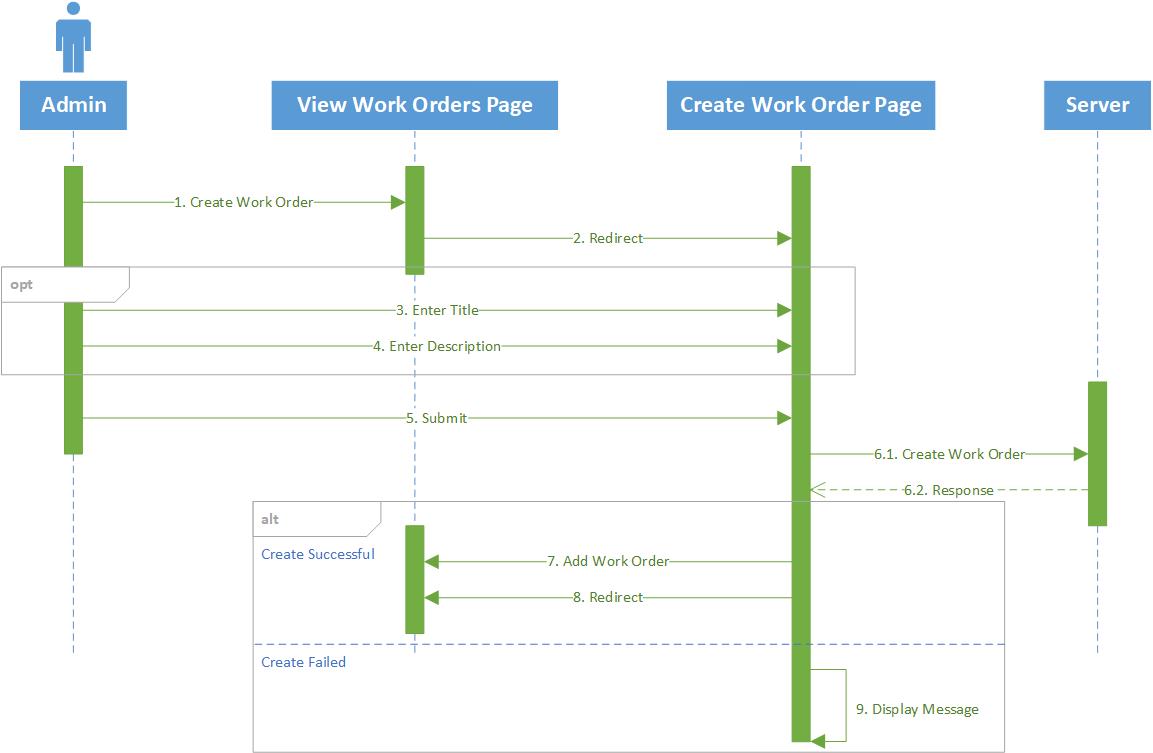 Admin
View Work Orders Page
Create Work Order Page
Server
1. Create Work Order
2. Redirect
opt
3. Enter Title
4. Enter Description
5. Submit
6.1. Create Work Order
6.2. Response
alt
Create Successful
7. Add Work Order
8. Redirect
Create Failed
9. Display Message